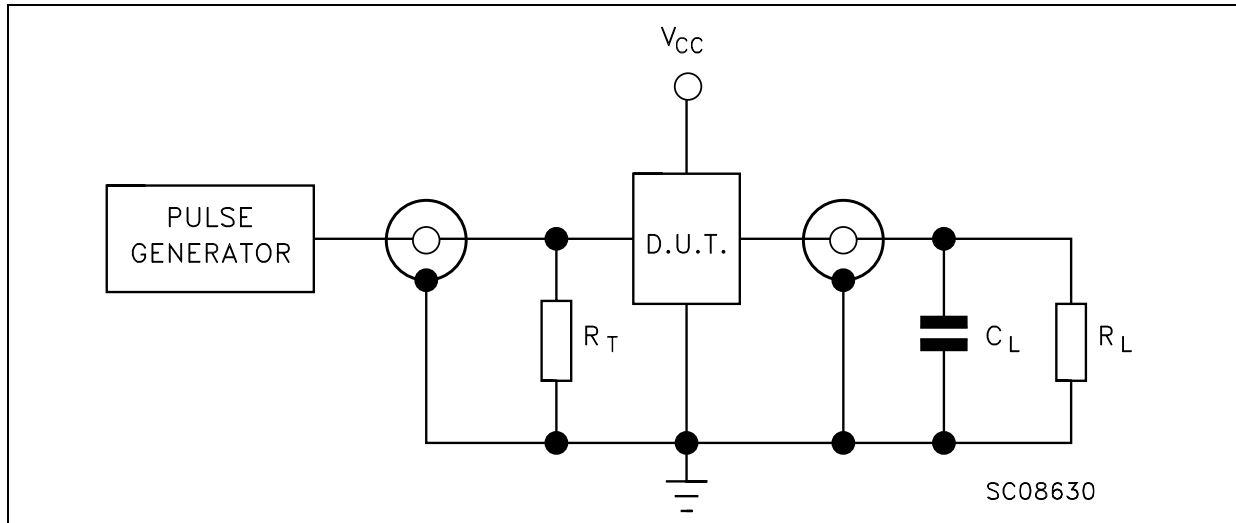 VCC
PULSE
GENERATOR
D.U.T.
RT
CL
RL
SC08630